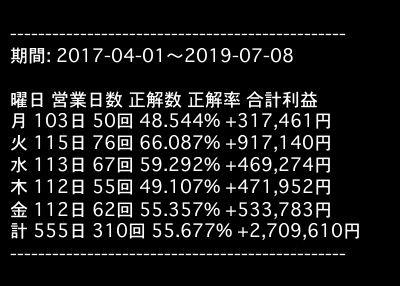 ------------------------------------------------
期間: 2017-04-01〜2019-07-08
曜日 営業日数 正解数 正解率 合計利益
月 103日 50回 48.544% +317,461円
火 115日 76回 66.087% +917,140円
水 113日 67回 59.292% +469,274円
木 112日 55回 49.107% +471,952円
金 112日 62回 55.357% +533,783円
計 555日 310回 55.677% +2,709,610円
------------------------------------------------